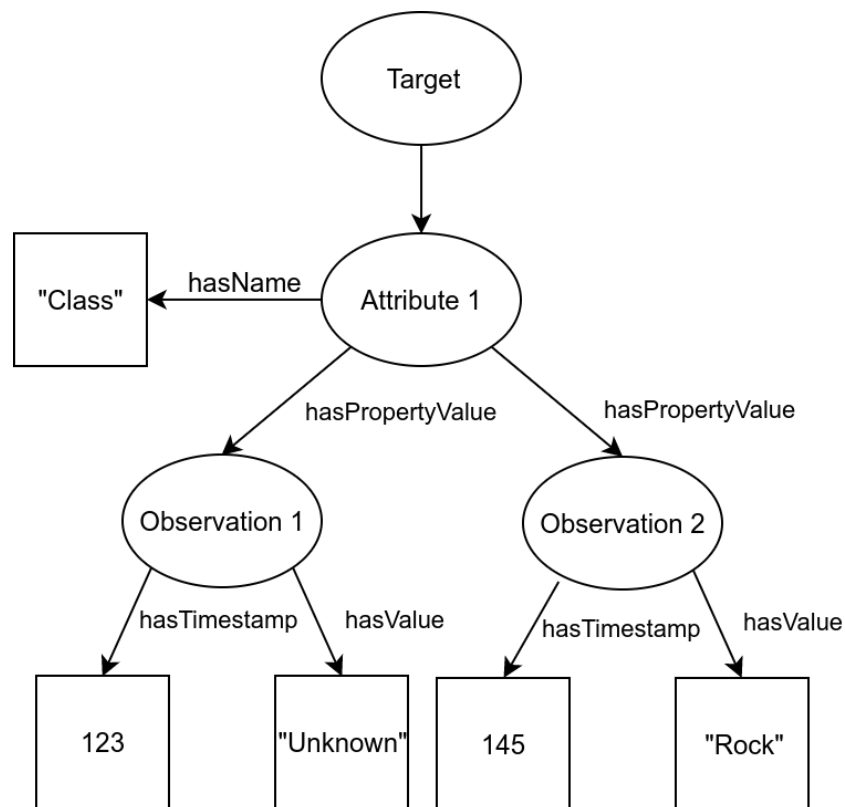 Target
"Class"
hasName
Attribute 1
hasPropertyValue
hasPropertyValue
Observation 1
Observation 2
hasTimestamp
hasValue
hasTimestamp
hasValue
123
"Unknown"
145
"Rock"